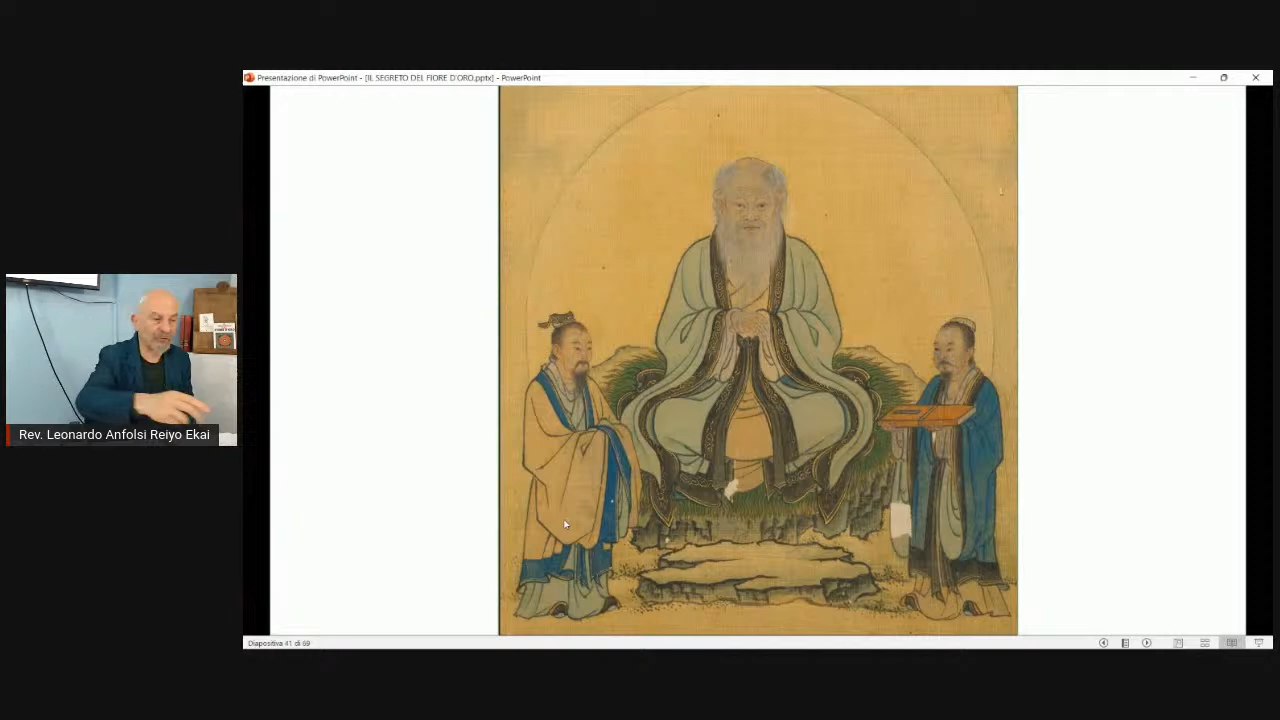 Presentazione di PowerPoint - [IL SEGRETO DEL FIORE D'ORO.pptx] - PowerPoint
Rev. Leonardo Anfolsi Reiyo Ekai
Diapositiva 41 di 69